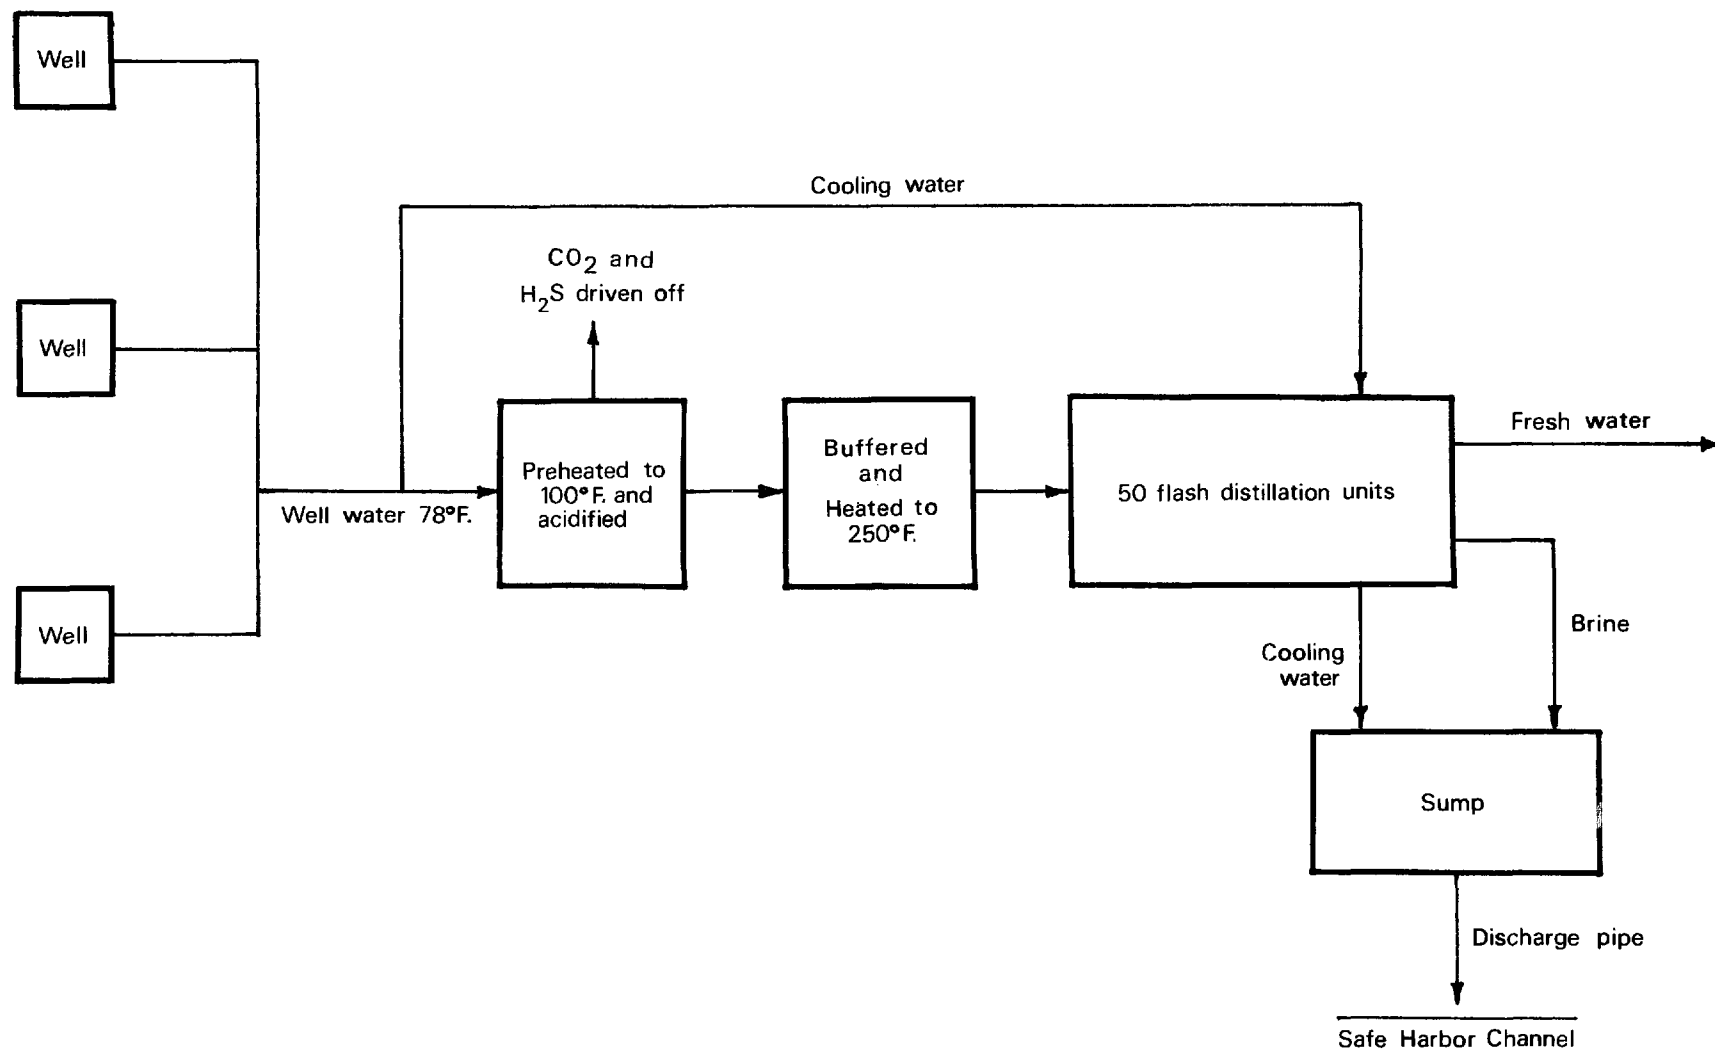 Well
Cooling water
CO2 and
H2S driven off
Well
Fresh water
Buffered
and
Heated to
250°F.
Preheated to
100°F. and
acidified
50 flash distillation units
Well water 78°F.
Well
Brine
Cooling
water
Sump
Discharge pipe
Safe Harbor Channel